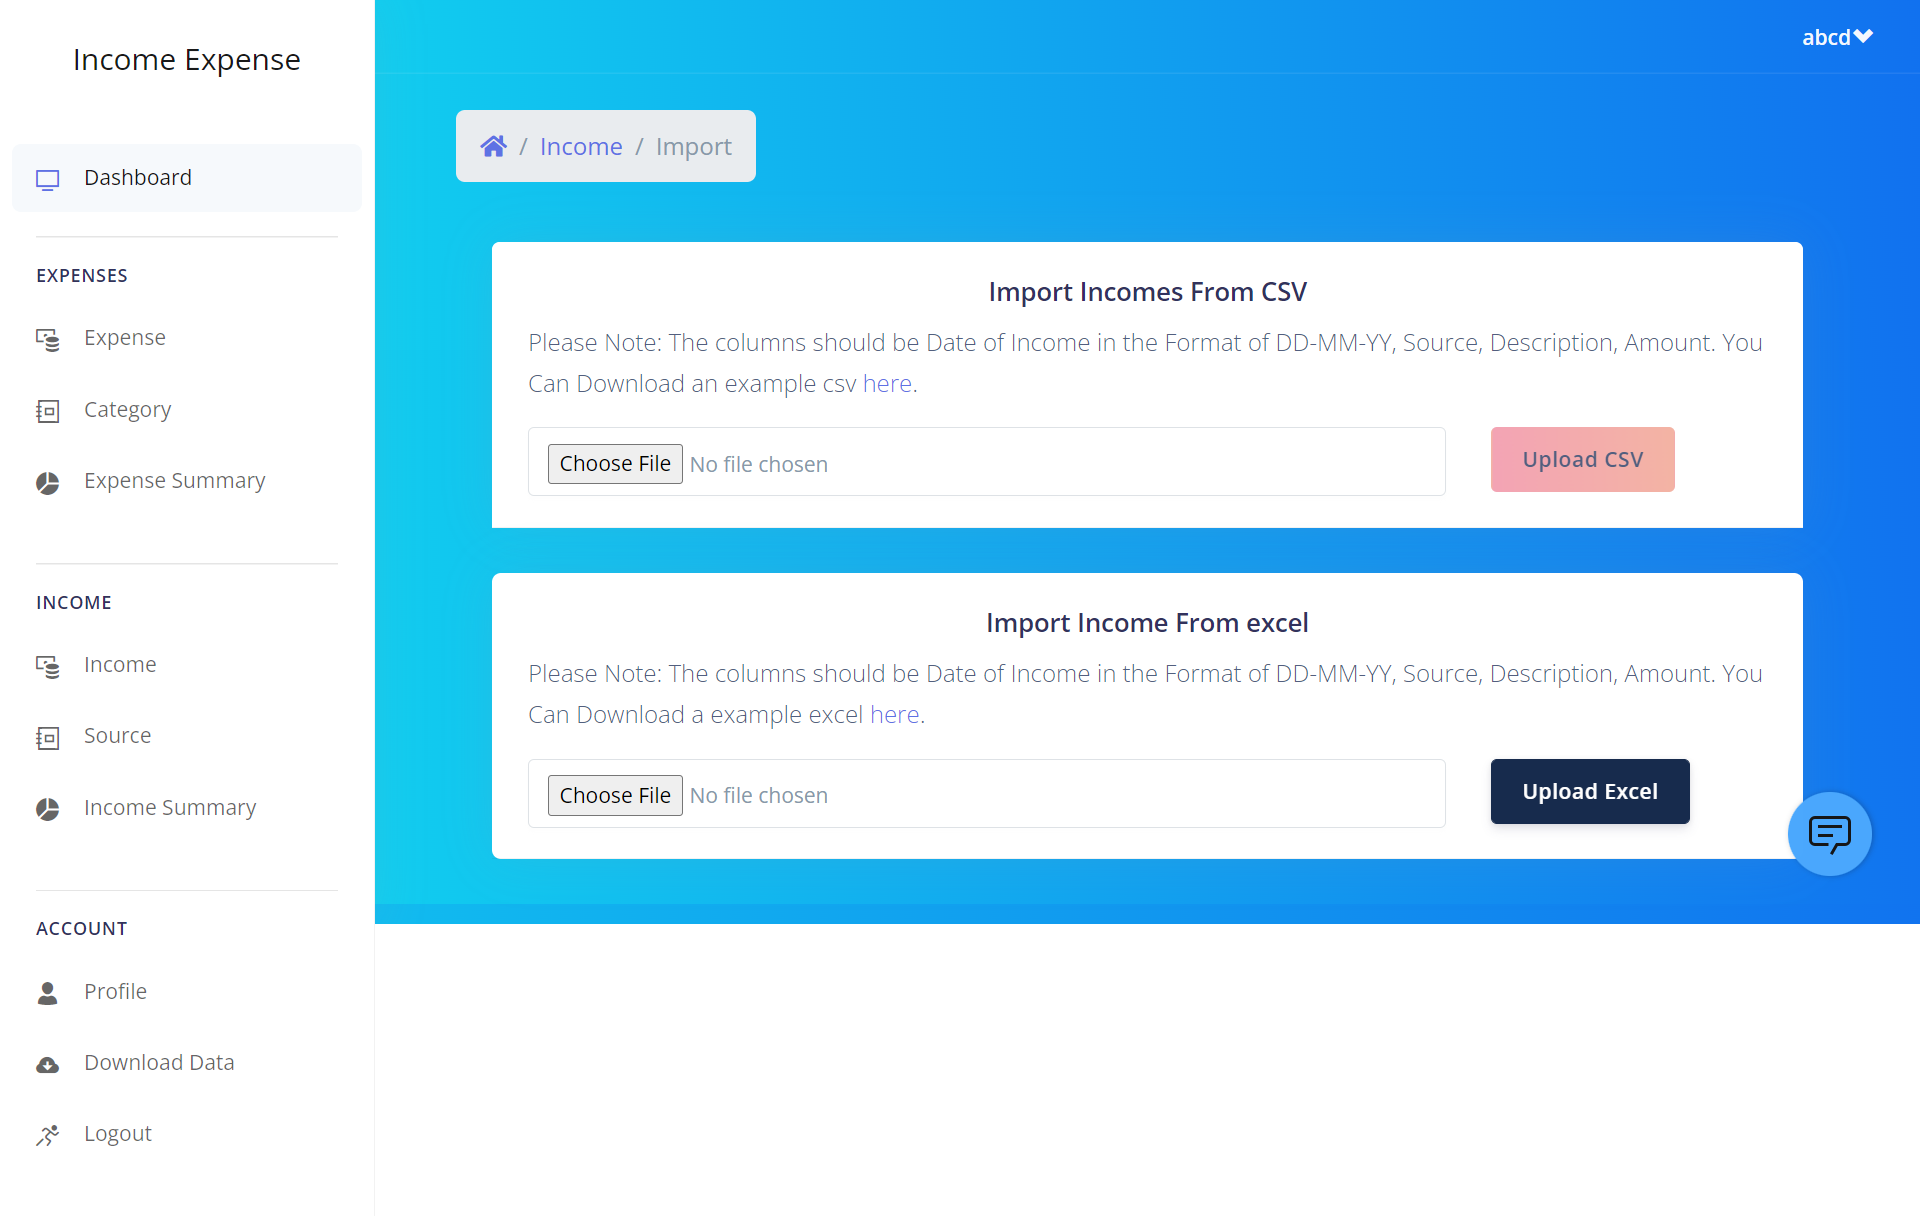 Income Expense
abcd
Dashboard
/ Income / Import
EXPENSES
Expense
Category
Expense Summary
INCOME
Income
Source
Income Summary
ACCOUNT
Profile
Download Data
Logout
Import Incomes From CSV
Please Note: The columns should be Date of Income in the Format of DD-MM-YY, Source, Description, Amount. You
Can Download an example csv here.
Choose File No file chosen
Upload CSV
Import Income From excel
Please Note: The columns should be Date of Income in the Format of DD-MM-YY, Source, Description, Amount. You
Can Download a example excel here.
Choose File No file chosen
Upload Excel